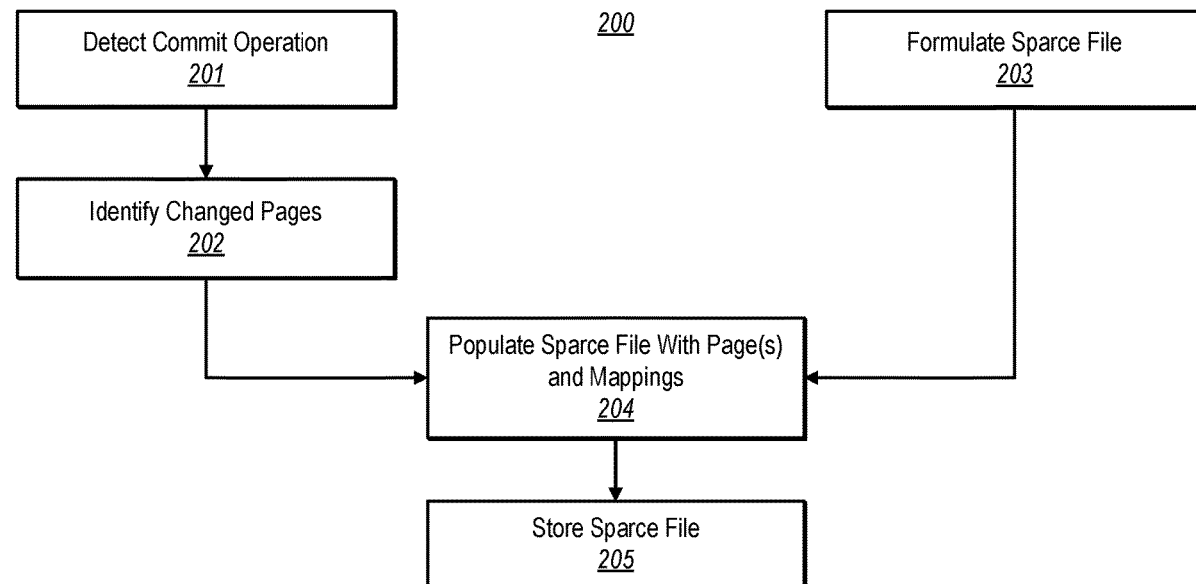 Detect Commit Operation
201
200
Formulate Sparce File
203
Identify Changed Pages
202
Populate Sparce File With Page(s)
and Mappings
204
Store Sparce File
205